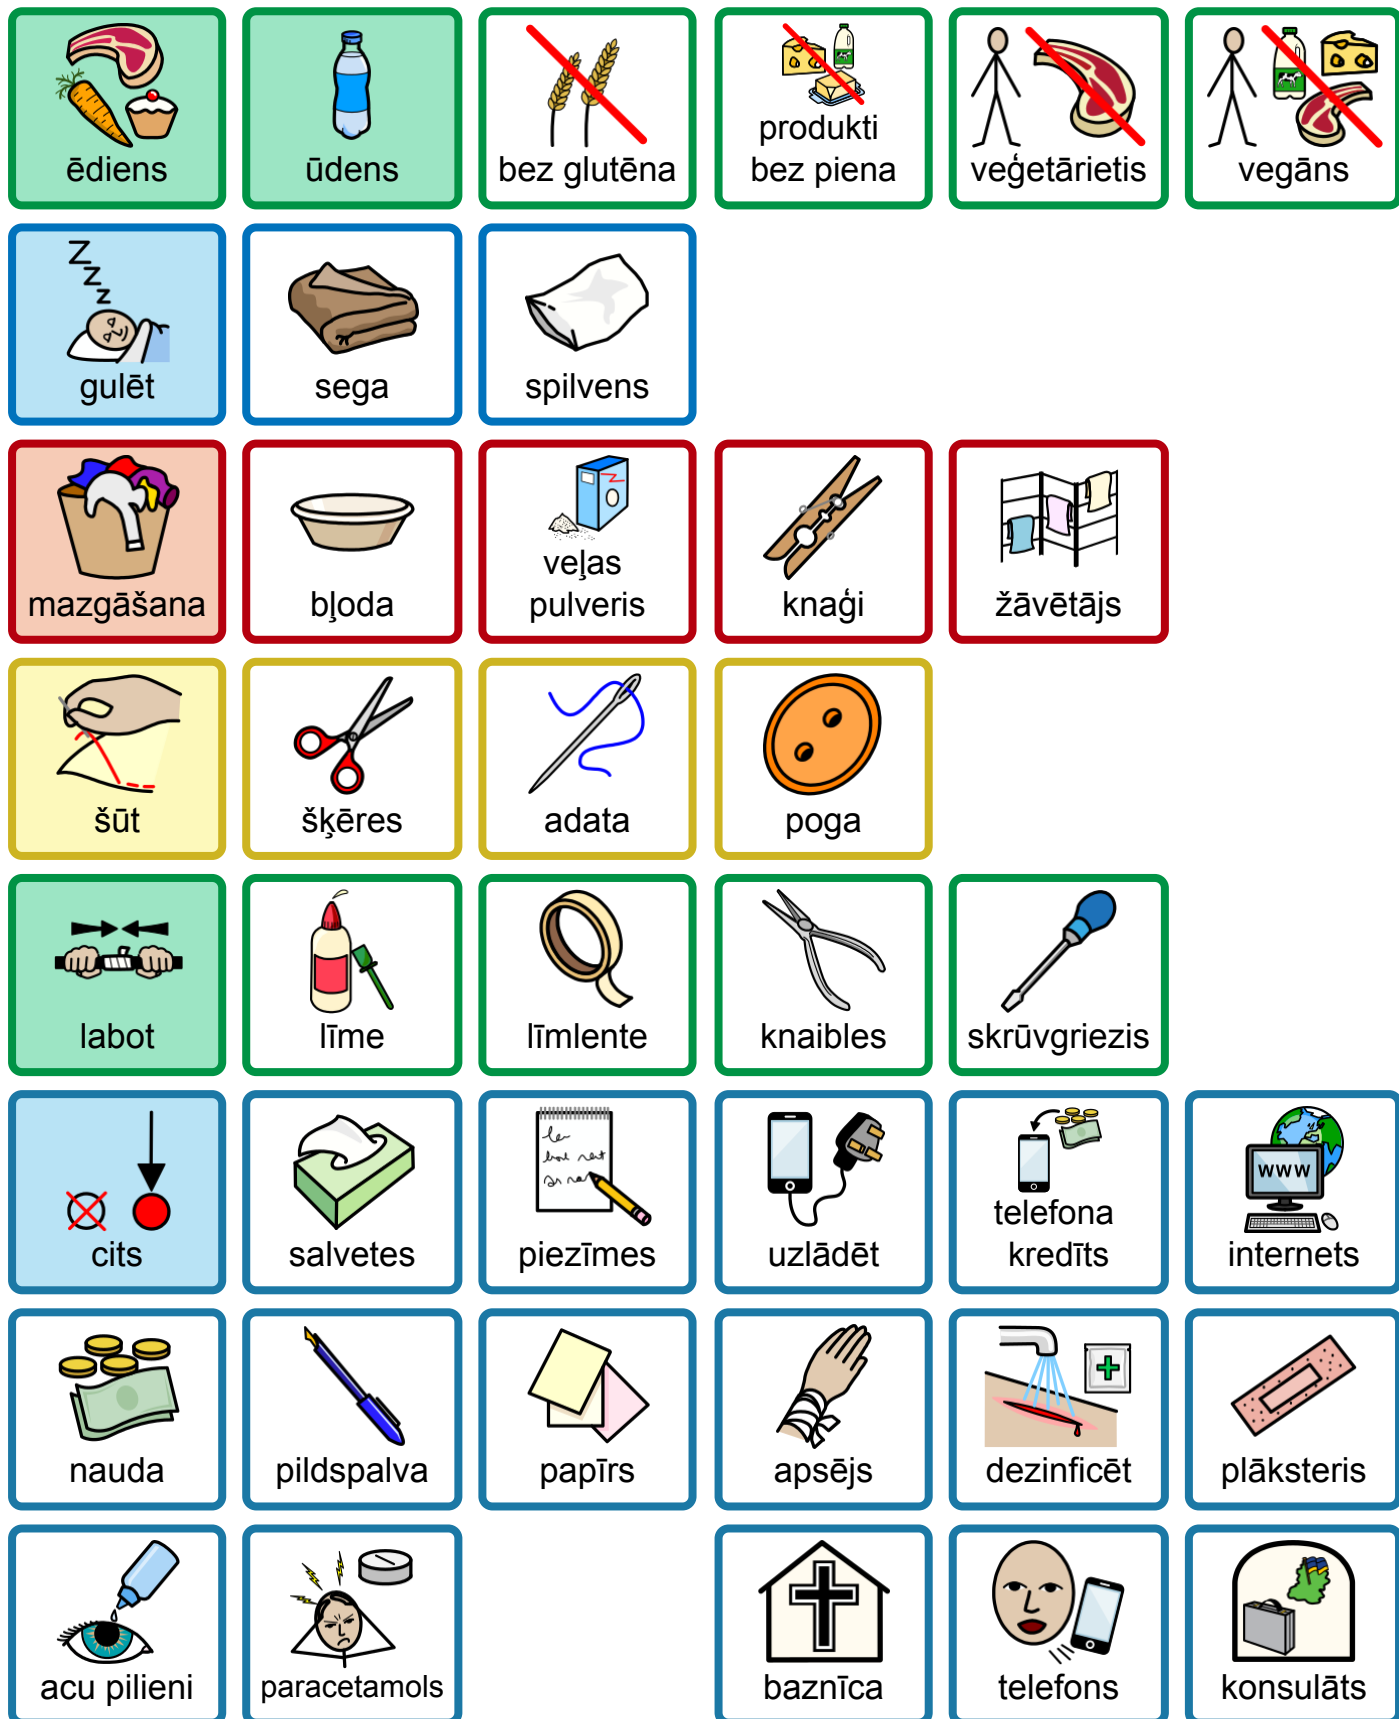 ēdiens
ūdens
bez glutēna
produkti
bez piena
veģetārietis
vegāns
Z
Z
Z
gulēt
sega
spilvens
mazgāšana
bļoda
veļas
pulveris
knaģi
žāvētājs
šūt
šķēres
adata
poga
labot
līme
līmlente
knaibles
skrūvgriezis
cits
salvetes
piezīmes
uzlādēt
telefona
kredīts
www
internets
nauda
pildspalva
papīrs
apsējs
dezinficēt
plāksteris
acu pilieni
paracetamols
baznīca
telefons
konsulāts